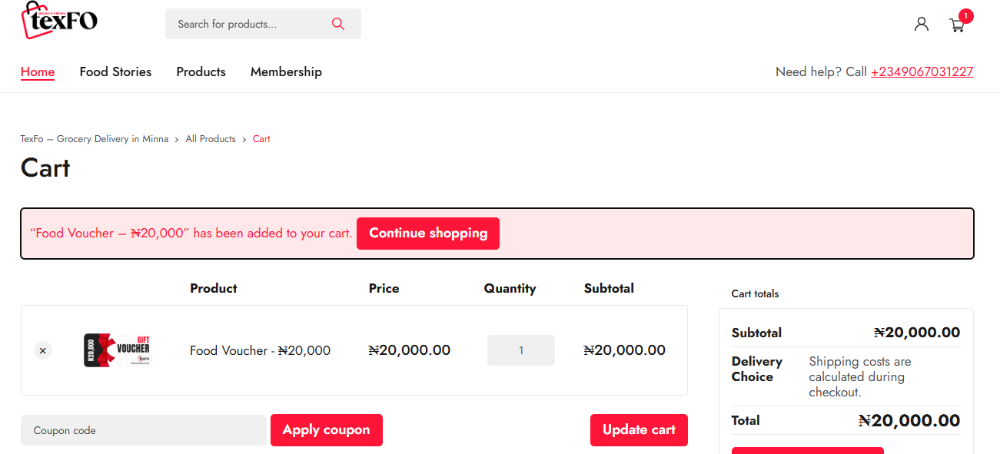 grocery & delivery
texFO
Search for products...
1
Home Food Stories Products Membership
Need help? Call +2349067031227
TexFo – Grocery Delivery in Minna › All Products › Cart
Cart
“Food Voucher – ₦20,000” has been added to your cart. Continue shopping
Product Price Quantity Subtotal
× N20,000 GIFT VOUCHER Food Voucher - ₦20,000 ₦20,000.00 1 ₦20,000.00
Coupon code Apply coupon Update cart
Cart totals
Subtotal ₦20,000.00
Delivery Choice Shipping costs are calculated during checkout.
Total ₦20,000.00